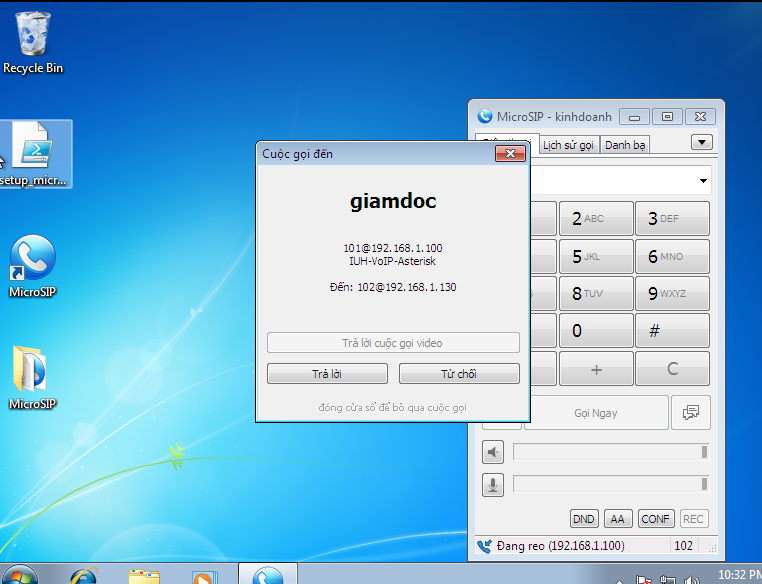 Recycle Bin
setup_micr...
MicroSIP
MicroSIP
MicroSIP - kinhdoanh
Lịch sử gọi
Danh bạ
Cuộc gọi đến
giamdoc
101@192.168.1.100
IUH-VoIP-Asterisk
Đến: 102@192.168.1.130
Trả lời cuộc gọi video
Trả lời
Từ chối
đóng cửa sổ để bỏ qua cuộc gọi
2 ABC
3 DEF
5 JKL
6 MNO
8 TUV
9 WXYZ
0
#
+
C
Gọi Ngay
DND
AA
CONF
REC
Đang reo (192.168.1.100)
102
10:32 PM